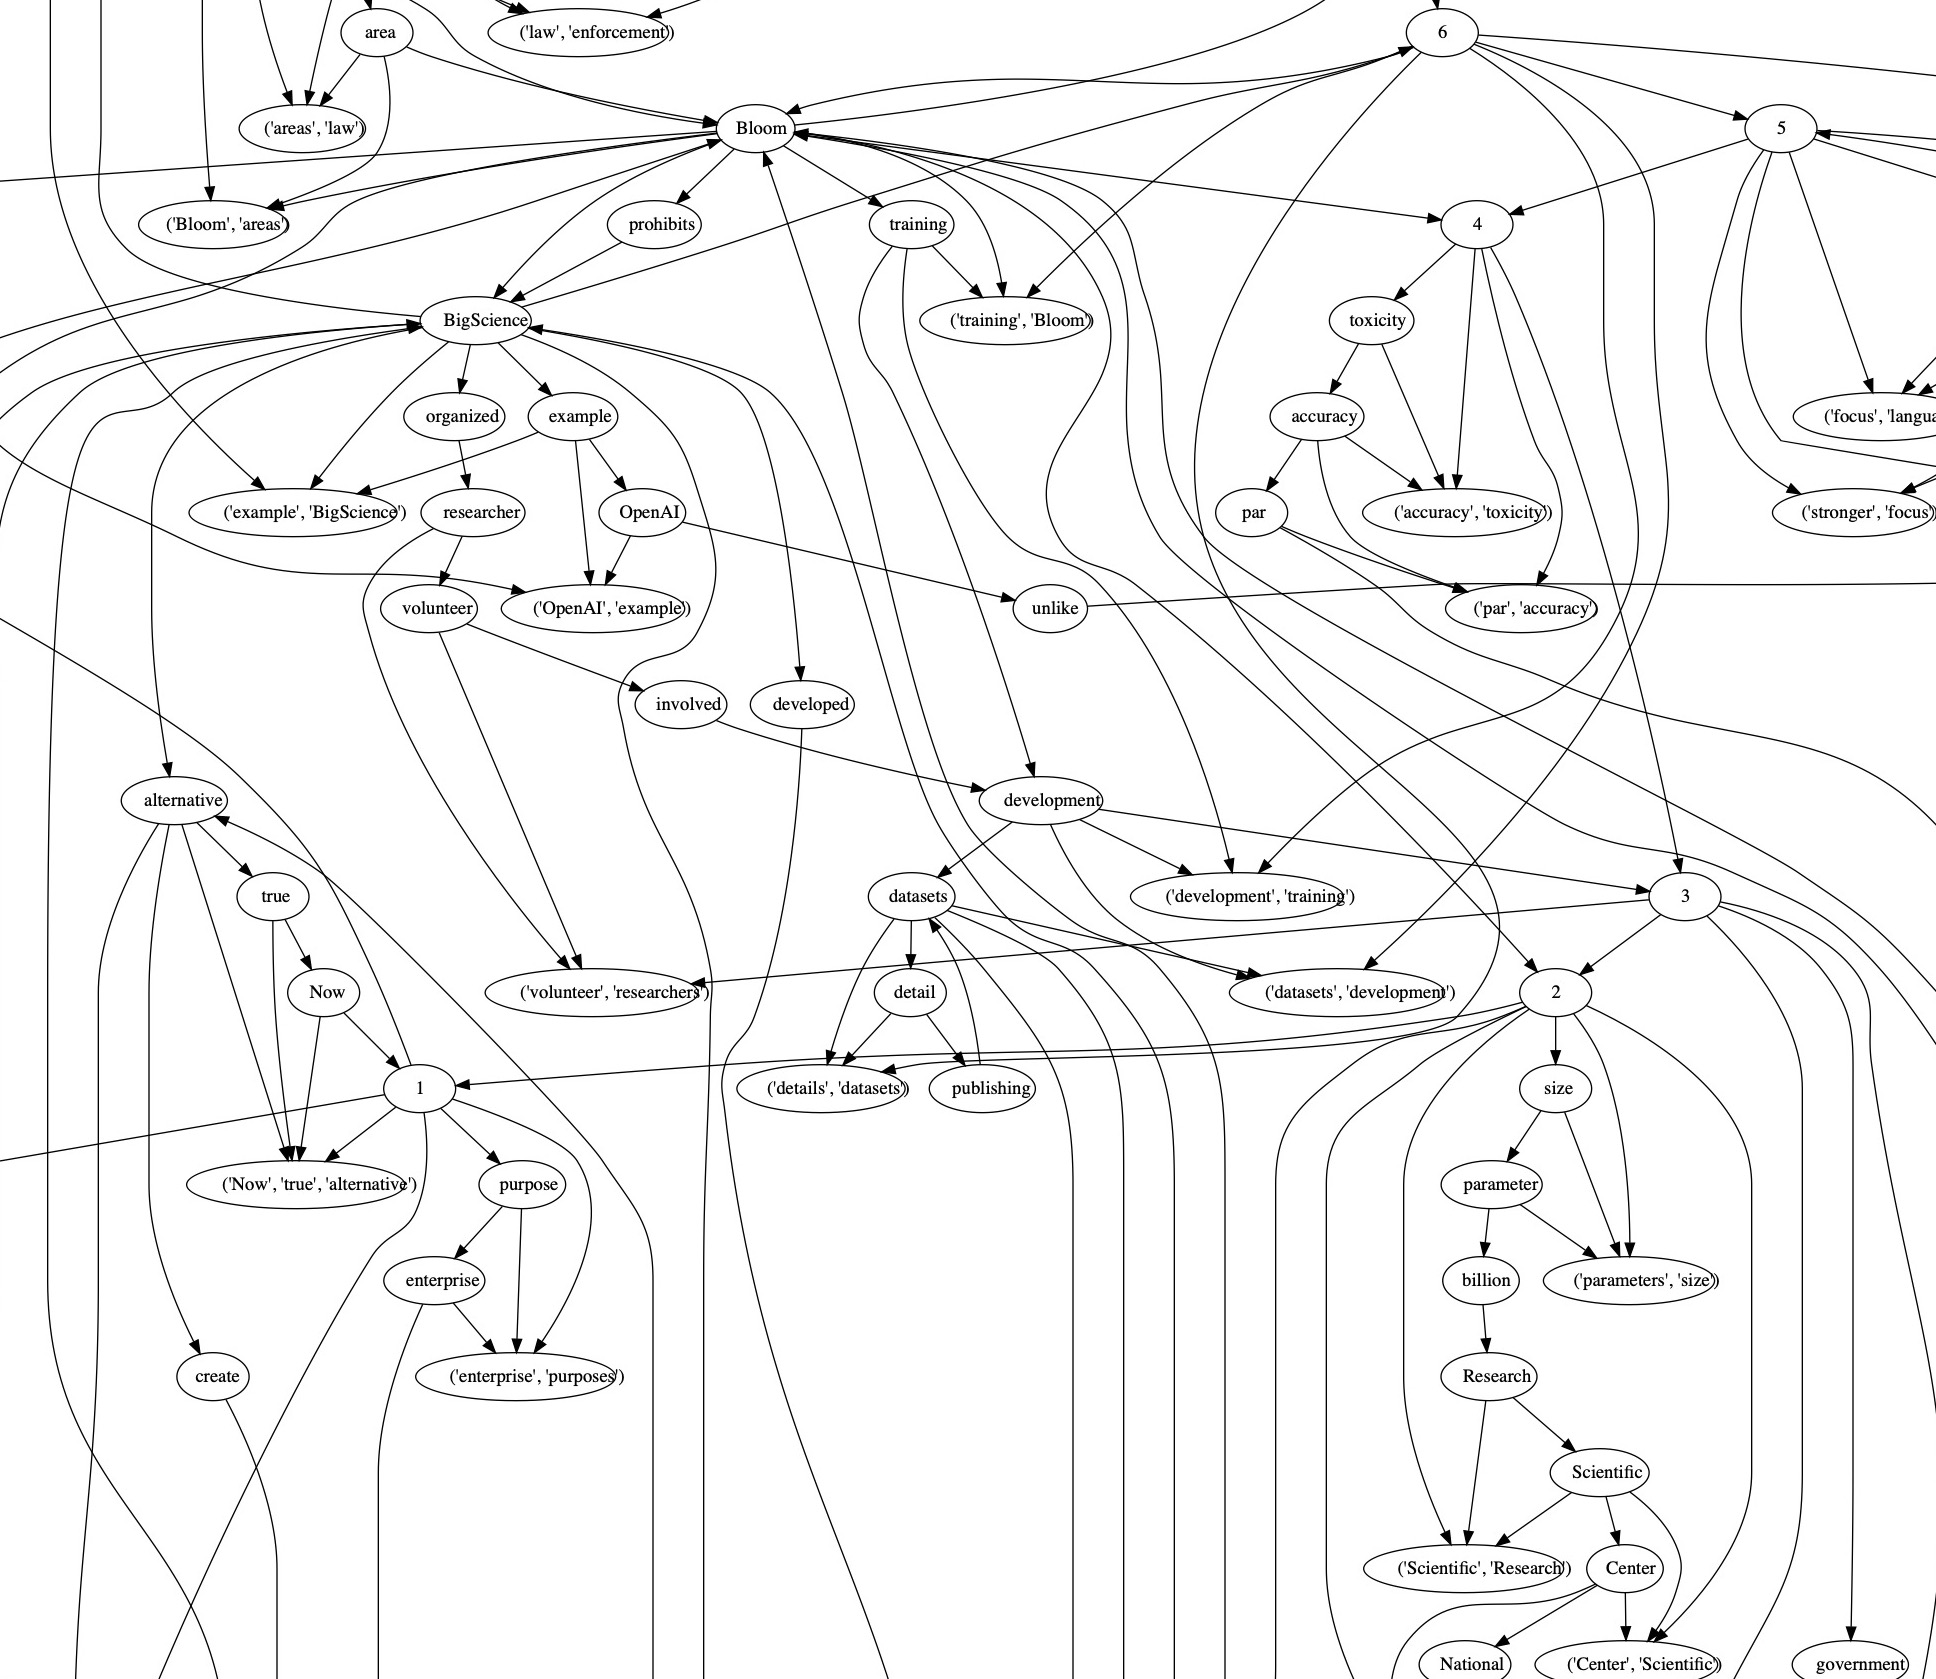 area
('law', 'enforcement')
6
('areas', 'law')
Bloom
5
('Bloom', 'areas')
prohibits
training
4
BigScience
('training', 'Bloom')
toxicity
organized
example
accuracy
('focus', 'langua
('example', 'BigScience')
researcher
OpenAI
par
('accuracy', 'toxicity')
('stronger', 'focus')
volunteer
('OpenAI', 'example')
unlike
('par', 'accuracy')
involved
developed
alternative
development
true
datasets
('development', 'training')
3
Now
('volunteer', 'researchers')
detail
('datasets', 'development')
2
1
('details', 'datasets')
publishing
size
('Now', 'true', 'alternative')
purpose
parameter
enterprise
billion
('parameters', 'size')
create
('enterprise', 'purposes')
Research
Scientific
('Scientific', 'Research')
Center
National
('Center', 'Scientific')
government